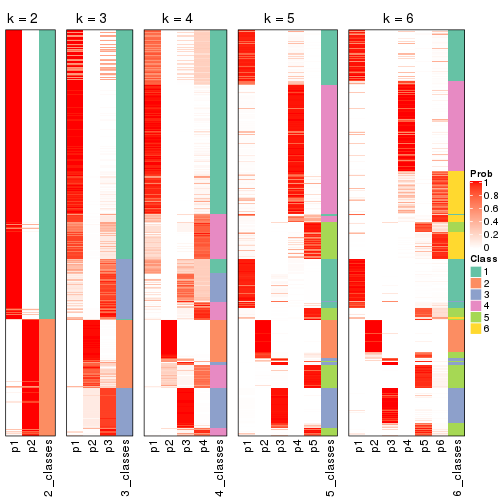 k = 2
k = 3
k = 4
k = 5
k = 6
Prob
1
0.8
0.6
0.4
0.2
0
Class
1
2
3
4
5
6
p1
p2
2_classes
p1
p2
p3
3_classes
p1
p2
p3
p4
4_classes
p1
p2
p3
p4
p5
5_classes
p1
p2
p3
p4
p5
p6
6_classes